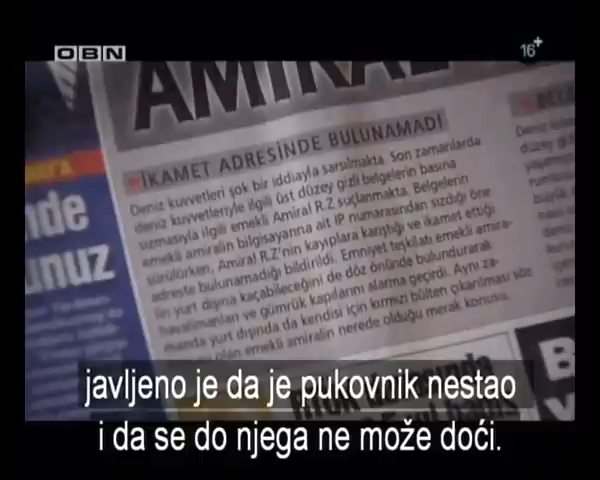 OBN
16+
AMIRAL
İKAMET ADRESİNDE BULUNAMADI
Deniz kuvvetleri şok bir iddiayla sarsılmakta. Son zamanlarda
deniz kuvvetleriyle ilgili üst düzey gizli belgelerin basına
sızmasıyla ilgili emekli Amiral R.Z suçlanmakta. Belgelerin
emekli amiralin bilgisayarına ait IP numarasından sızdığı öne
sürülürken, Amiral R.Z'nin kayıplara karıştığı ve ikamet ettiği
adreste bulunamadığı bildirildi. Emniyet teşkilatı emekli amira-
lin yurt dışına kaçabileceğini de döz önünde bulundurarak
havalimanları ve gümrük kapılarını alarma geçirdi. Aynı za-
manda yurt dışında da kendisi için kırmızı bülten çıkarılması söz
olan emekli amiralin nerede olduğu merak konusu.
nde
unuz
javljeno je da je pukovnik nestao
i da se do njega ne može doći.